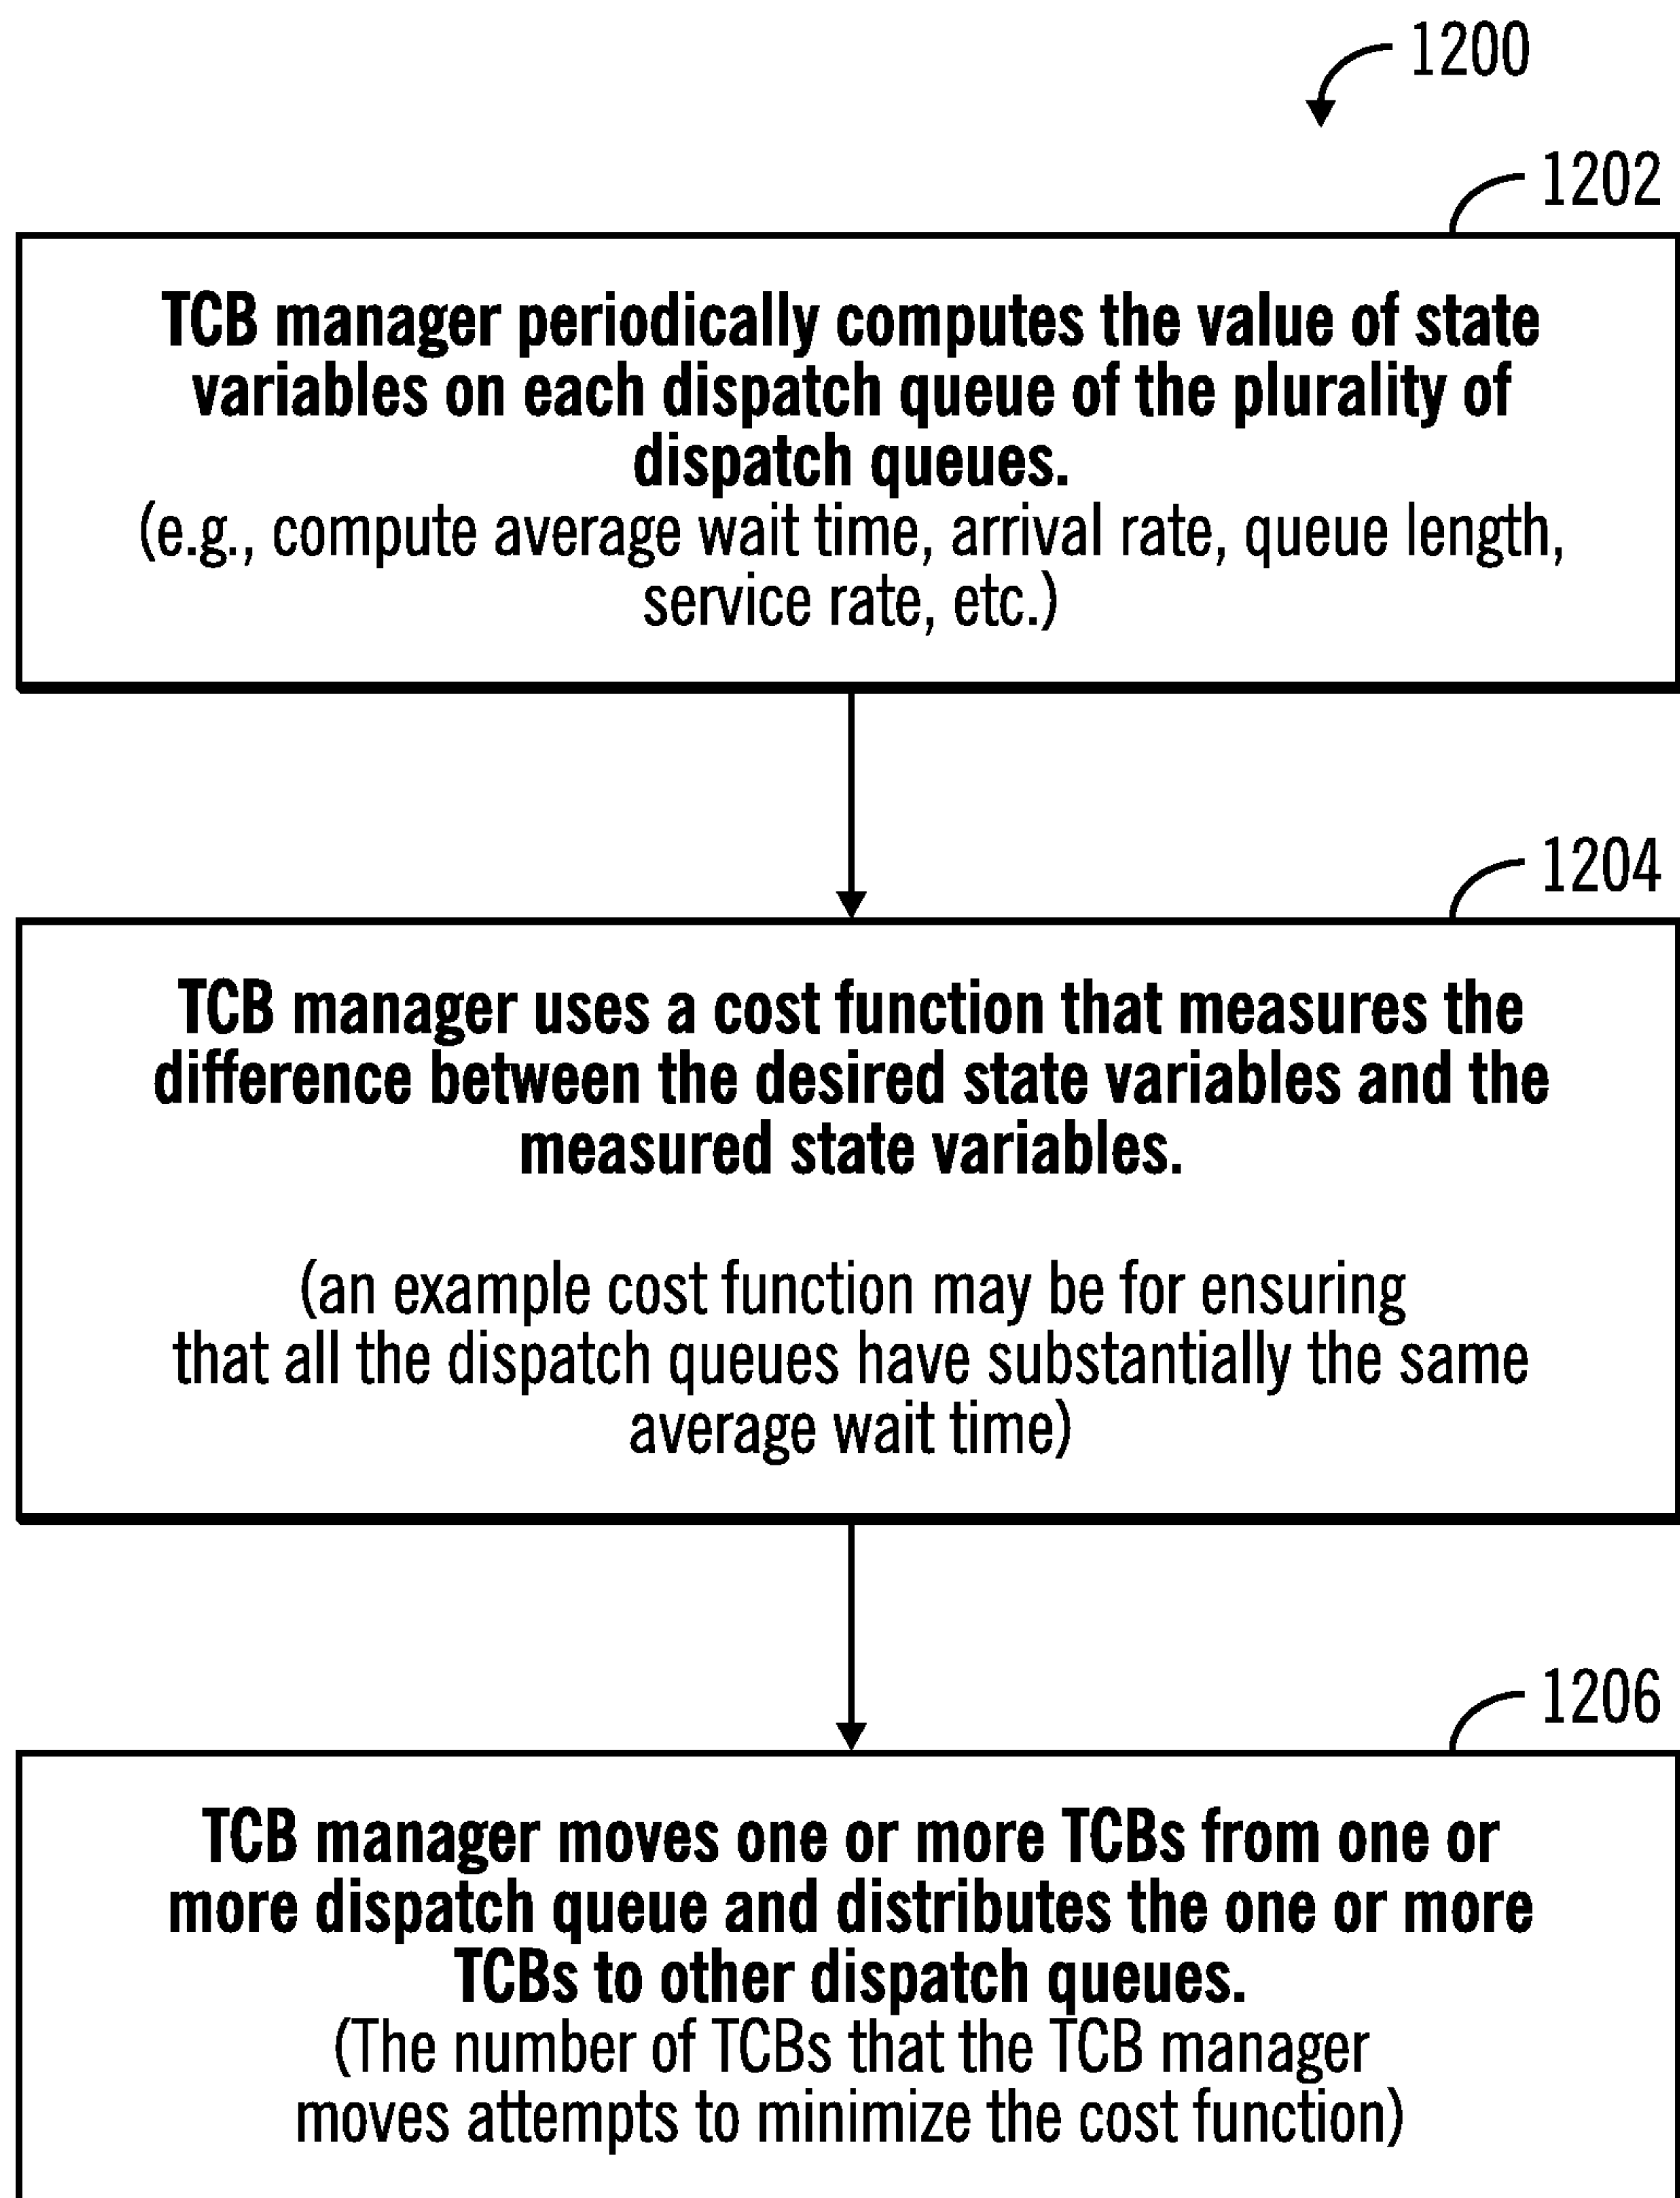 1200
1202
TCB manager periodically computes the value of state
variables on each dispatch queue of the plurality of
dispatch queues.
(e.g., compute average wait time, arrival rate, queue length,
service rate, etc.)
1204
TCB manager uses a cost function that measures the
difference between the desired state variables and the
measured state variables.
(an example cost function may be for ensuring
that all the dispatch queues have substantially the same
average wait time)
1206
TCB manager moves one or more TCBs from one or
more dispatch queue and distributes the one or more
TCBs to other dispatch queues.
(The number of TCBs that the TCB manager
moves attempts to minimize the cost function)